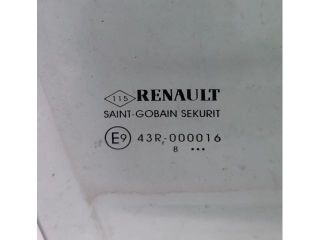 115 RENAULT
SAINT-GOBAIN SEKURIT
E9 43R-000016
8 •••